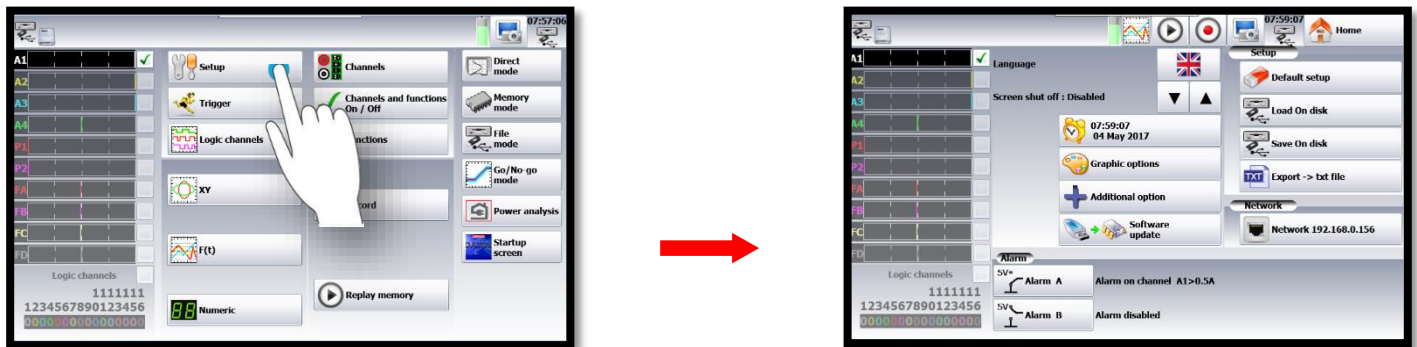 07:57:06
A1
A2
A3
A4
P1
P2
FA
FB
FC
FD
Logic channels
1111111
1234567890123456
0000000000000000
Setup
Trigger
Logic channels
XY
F(t)
88 Numeric
Channels
Channels and functions
On / Off
nctions
cord
Replay memory
Direct
mode
Memory
mode
File
mode
Go/No-go
mode
Power analysis
Startup
screen
07:59:07
Home
A1
A2
A3
A4
P1
P2
FA
FB
FC
FD
Logic channels
1111111
1234567890123456
0000000000000000
Language
Screen shut off : Disabled
07:59:07
04 May 2017
Graphic options
Additional option
Software
update
Setup
Default setup
Load On disk
Save On disk
TXT Export -> txt file
Network
Network 192.168.0.156
Alarm
5V
Alarm A
Alarm on channel A1>0.5A
5V
Alarm B
Alarm disabled